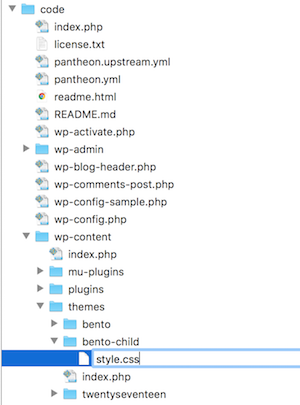 code
index.php
license.txt
pantheon.upstream.yml
pantheon.yml
readme.html
README.md
wp-activate.php
wp-admin
wp-blog-header.php
wp-comments-post.php
wp-config-sample.php
wp-config.php
wp-content
index.php
mu-plugins
plugins
themes
bento
bento-child
style.css
index.php
twentyseventeen